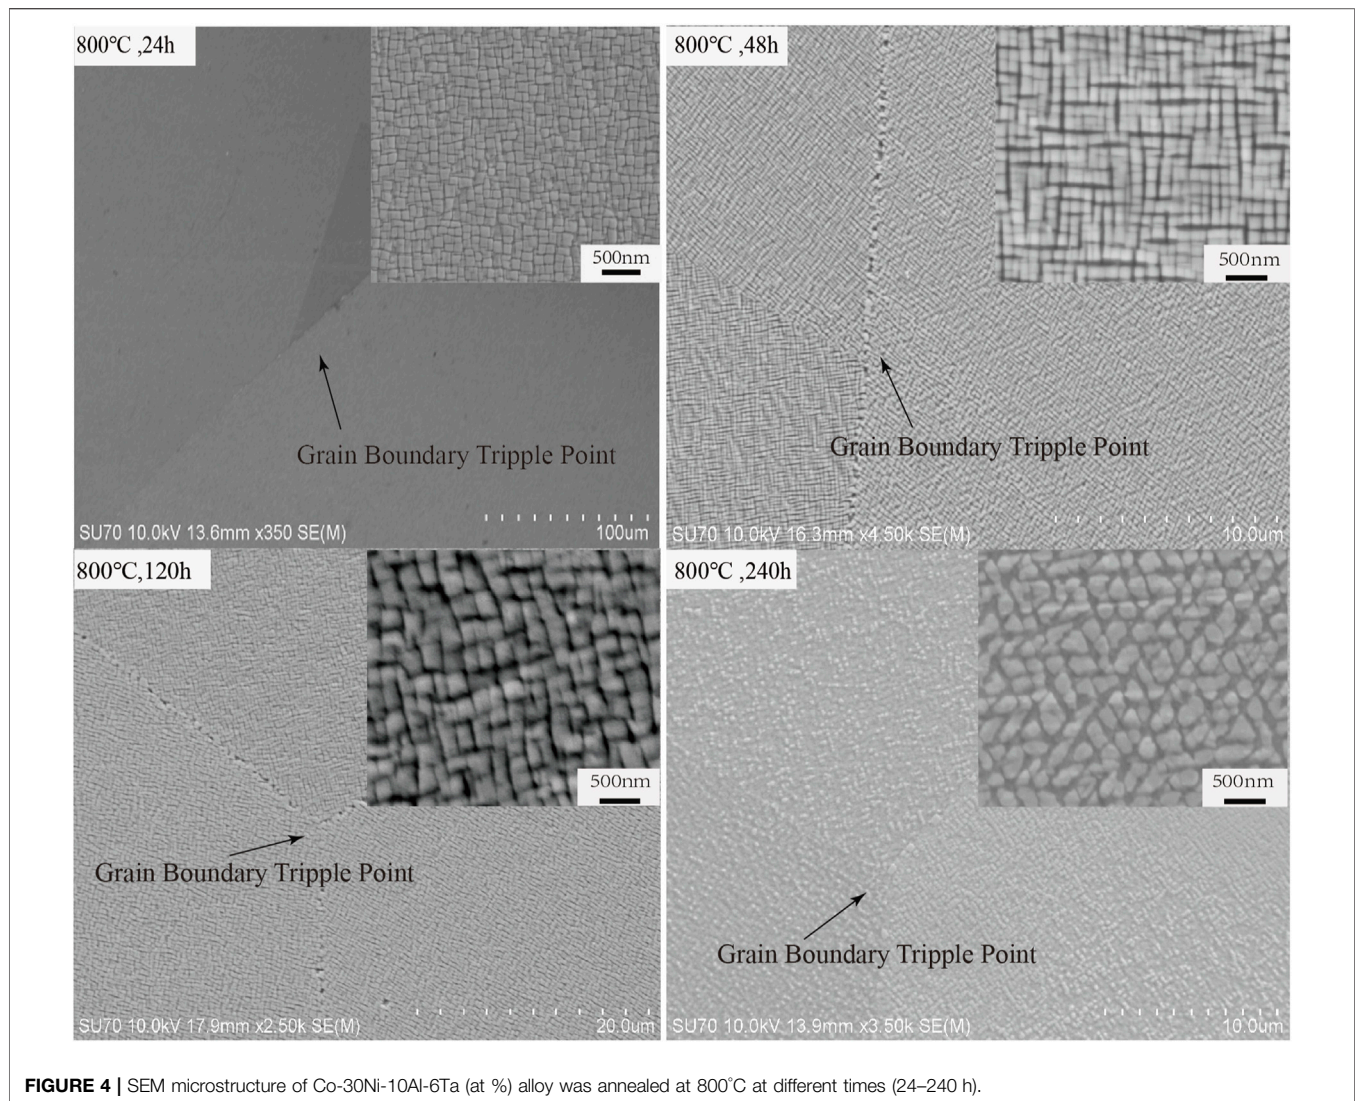 800℃ ,24h
500nm
Grain Boundary Tripple Point
SU70 10.0kV 13.6mm x350 SE(M)
100um
800℃ ,48h
500nm
Grain Boundary Tripple Point
SU70 10.0kV 16.3mm x4.50k SE(M)
10.0um
800℃,120h
500nm
Grain Boundary Tripple Point
SU70 10.0kV 17.9mm x2.50k SE(M)
20.0um
800℃ ,240h
500nm
Grain Boundary Tripple Point
SU70 10.0kV 13.9mm x3.50k SE(M)
10.0um
FIGURE 4 | SEM microstructure of Co-30Ni-10Al-6Ta (at %) alloy was annealed at 800°C at different times (24–240 h).